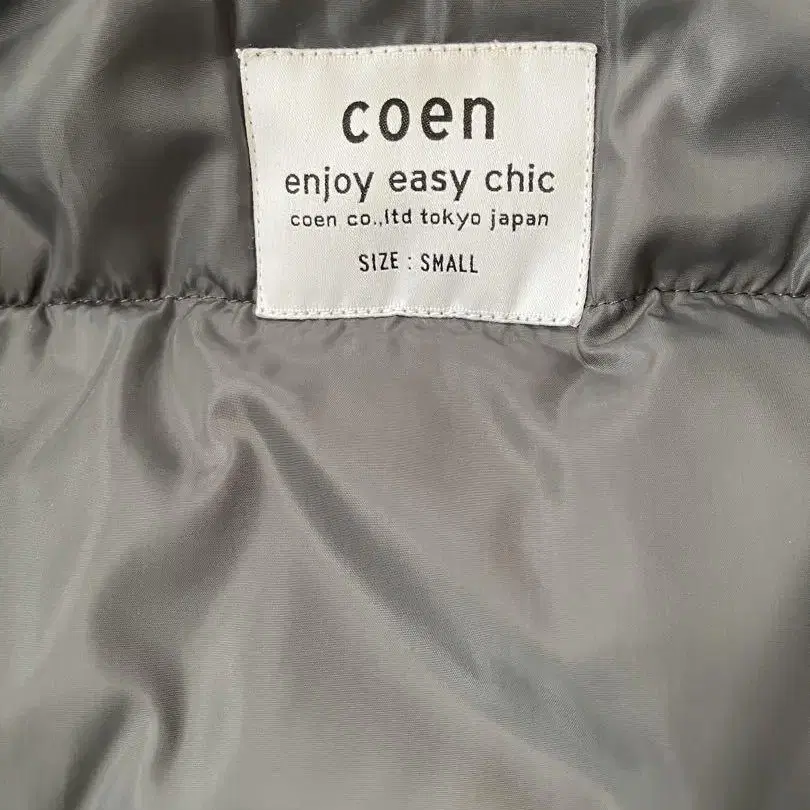 coen
enjoy easy chic
coen co.,ltd tokyo japan
SIZE : SMALL